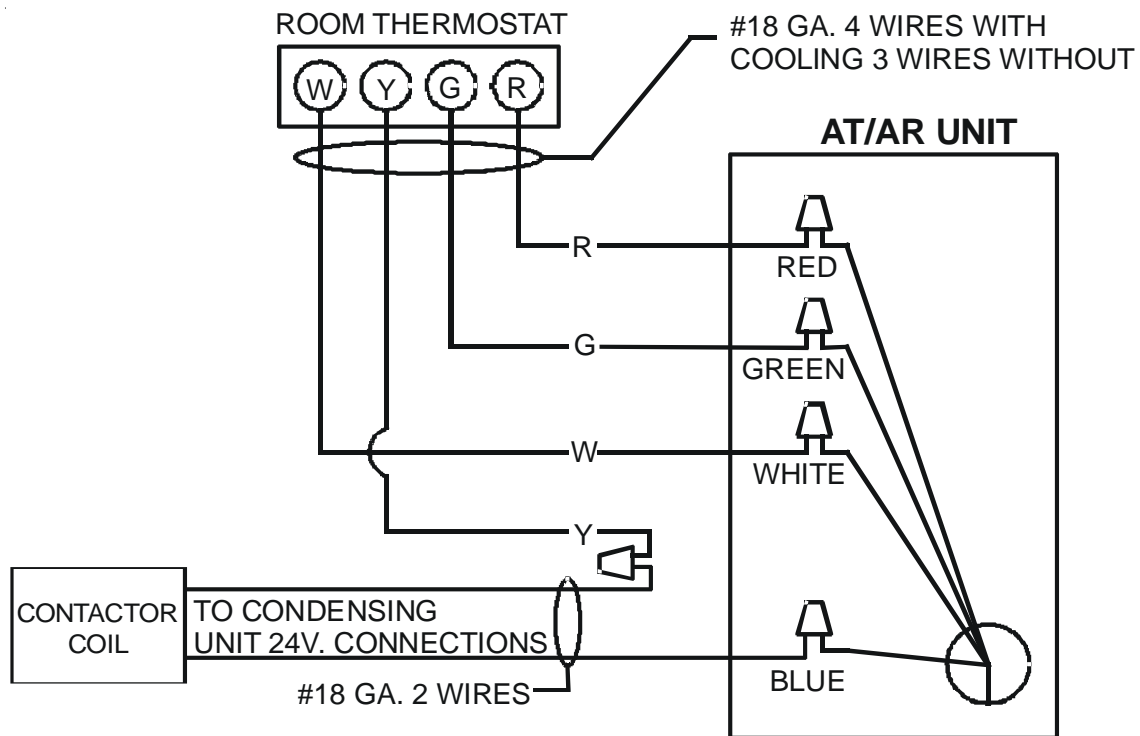 ROOM THERMOSTAT
#18 GA. 4 WIRES WITH
COOLING 3 WIRES WITHOUT
W Y G R
AT/AR UNIT
R
RED
G
GREEN
W
WHITE
Y
CONTACTOR
COIL
TO CONDENSING
UNIT 24V. CONNECTIONS
BLUE
#18 GA. 2 WIRES